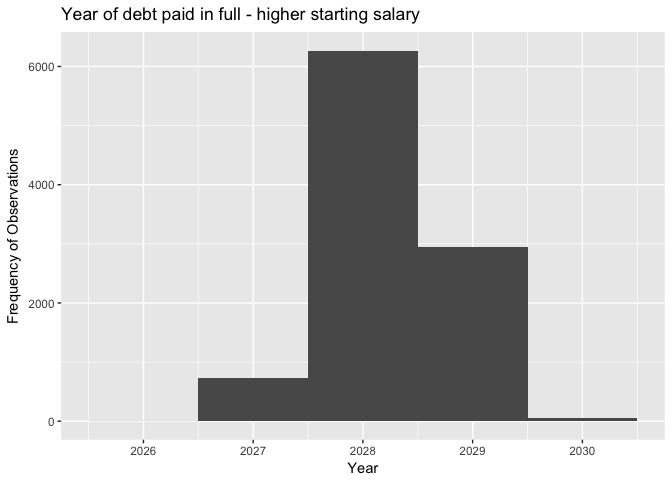 Year of debt paid in full - higher starting salary
Frequency of Observations
6000
4000
2000
0
2026 2027 2028 2029 2030
Year